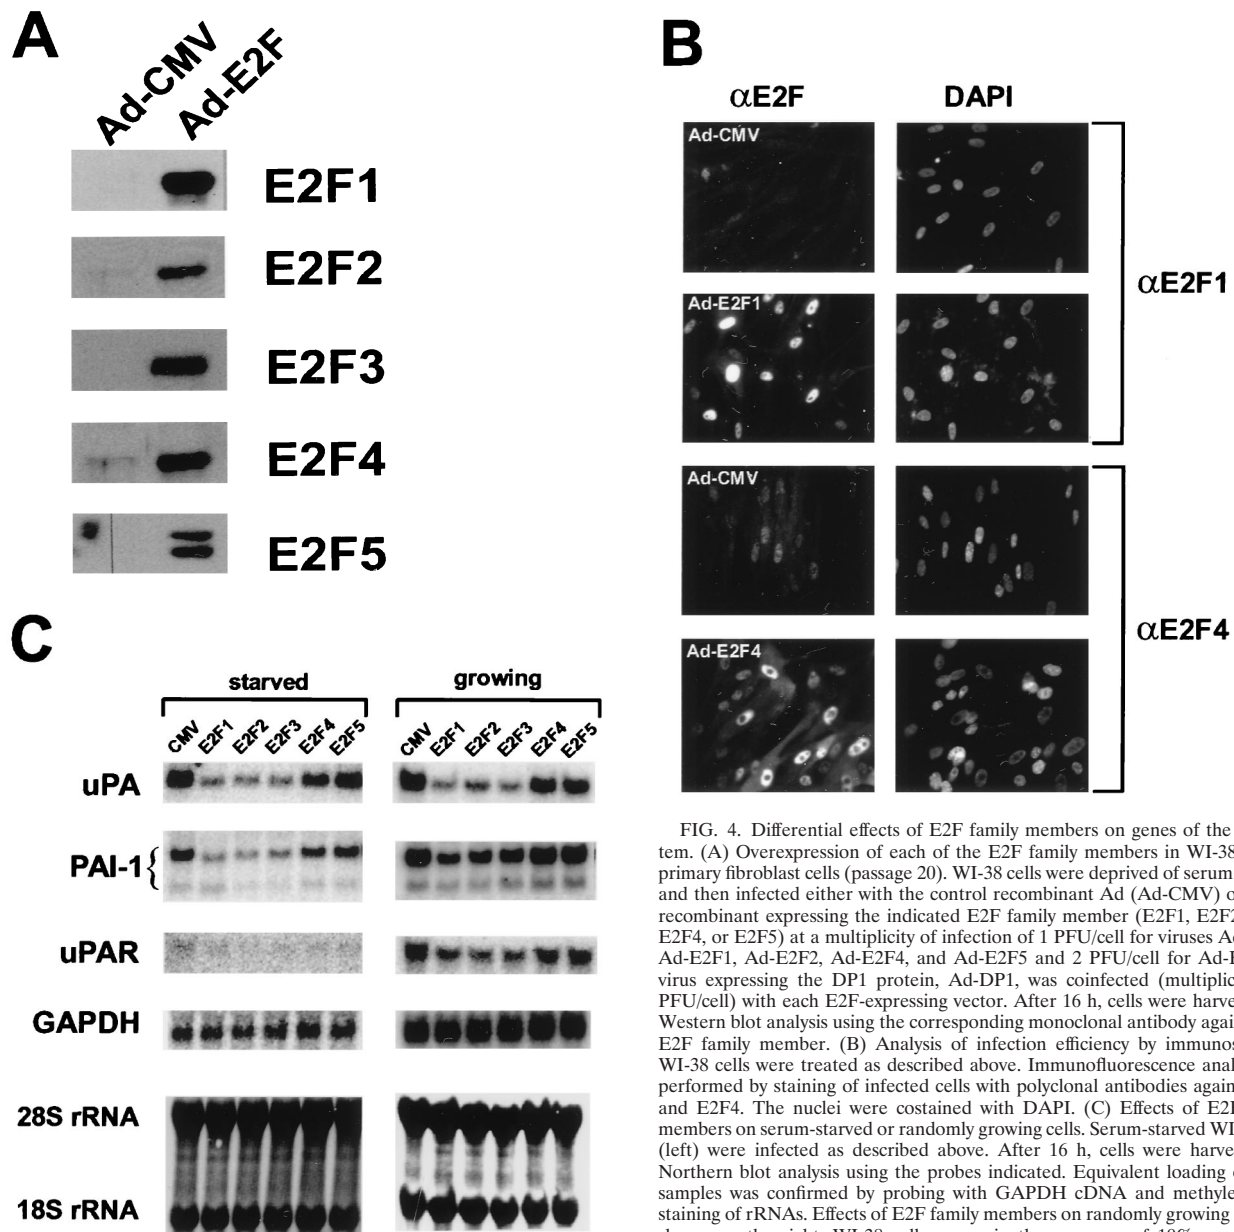 A
Ad-CMV
Ad-E2F
E2F1
E2F2
E2F3
E2F4
E2F5
B
αE2F
DAPI
Ad-CMV
Ad-E2F1
αE2F1
Ad-CMV
Ad-E2F4
αE2F4
C
starved
growing
CMV E2F1 E2F2 E2F3 E2F4 E2F5
CMV E2F1 E2F2 E2F3 E2F4 E2F5
uPA
PAI-1
uPAR
GAPDH
28S rRNA
18S rRNA
FIG. 4. Differential effects of E2F family members on genes of the
tem. (A) Overexpression of each of the E2F family members in WI-38
primary fibroblast cells (passage 20). WI-38 cells were deprived of serum
and then infected either with the control recombinant Ad (Ad-CMV) o
recombinant expressing the indicated E2F family member (E2F1, E2F2
E2F4, or E2F5) at a multiplicity of infection of 1 PFU/cell for viruses A
Ad-E2F1, Ad-E2F2, Ad-E2F4, and Ad-E2F5 and 2 PFU/cell for Ad-
virus expressing the DP1 protein, Ad-DP1, was coinfected (multiplic
PFU/cell) with each E2F-expressing vector. After 16 h, cells were harve
Western blot analysis using the corresponding monoclonal antibody agai
E2F family member. (B) Analysis of infection efficiency by immunos
WI-38 cells were treated as described above. Immunofluorescence anal
performed by staining of infected cells with polyclonal antibodies again
and E2F4. The nuclei were costained with DAPI. (C) Effects of E2F
members on serum-starved or randomly growing cells. Serum-starved WI
(left) were infected as described above. After 16 h, cells were harve
Northern blot analysis using the probes indicated. Equivalent loading
samples was confirmed by probing with GAPDH cDNA and methyle
staining of rRNAs. Effects of E2F family members on randomly growing